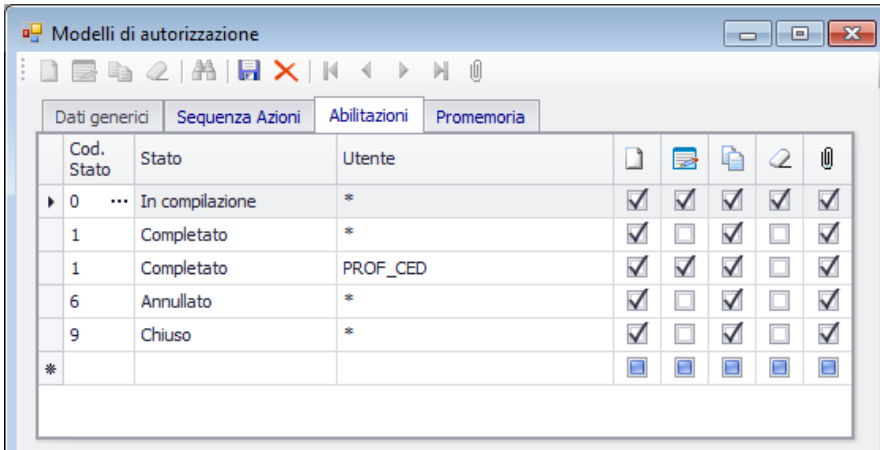 Modelli di autorizzazione
Dati generici Sequenza Azioni Abilitazioni Promemoria
Cod. Stato Stato Utente
0 ... In compilazione *
1 Completato *
1 Completato PROF_CED
6 Annullato *
9 Chiuso *